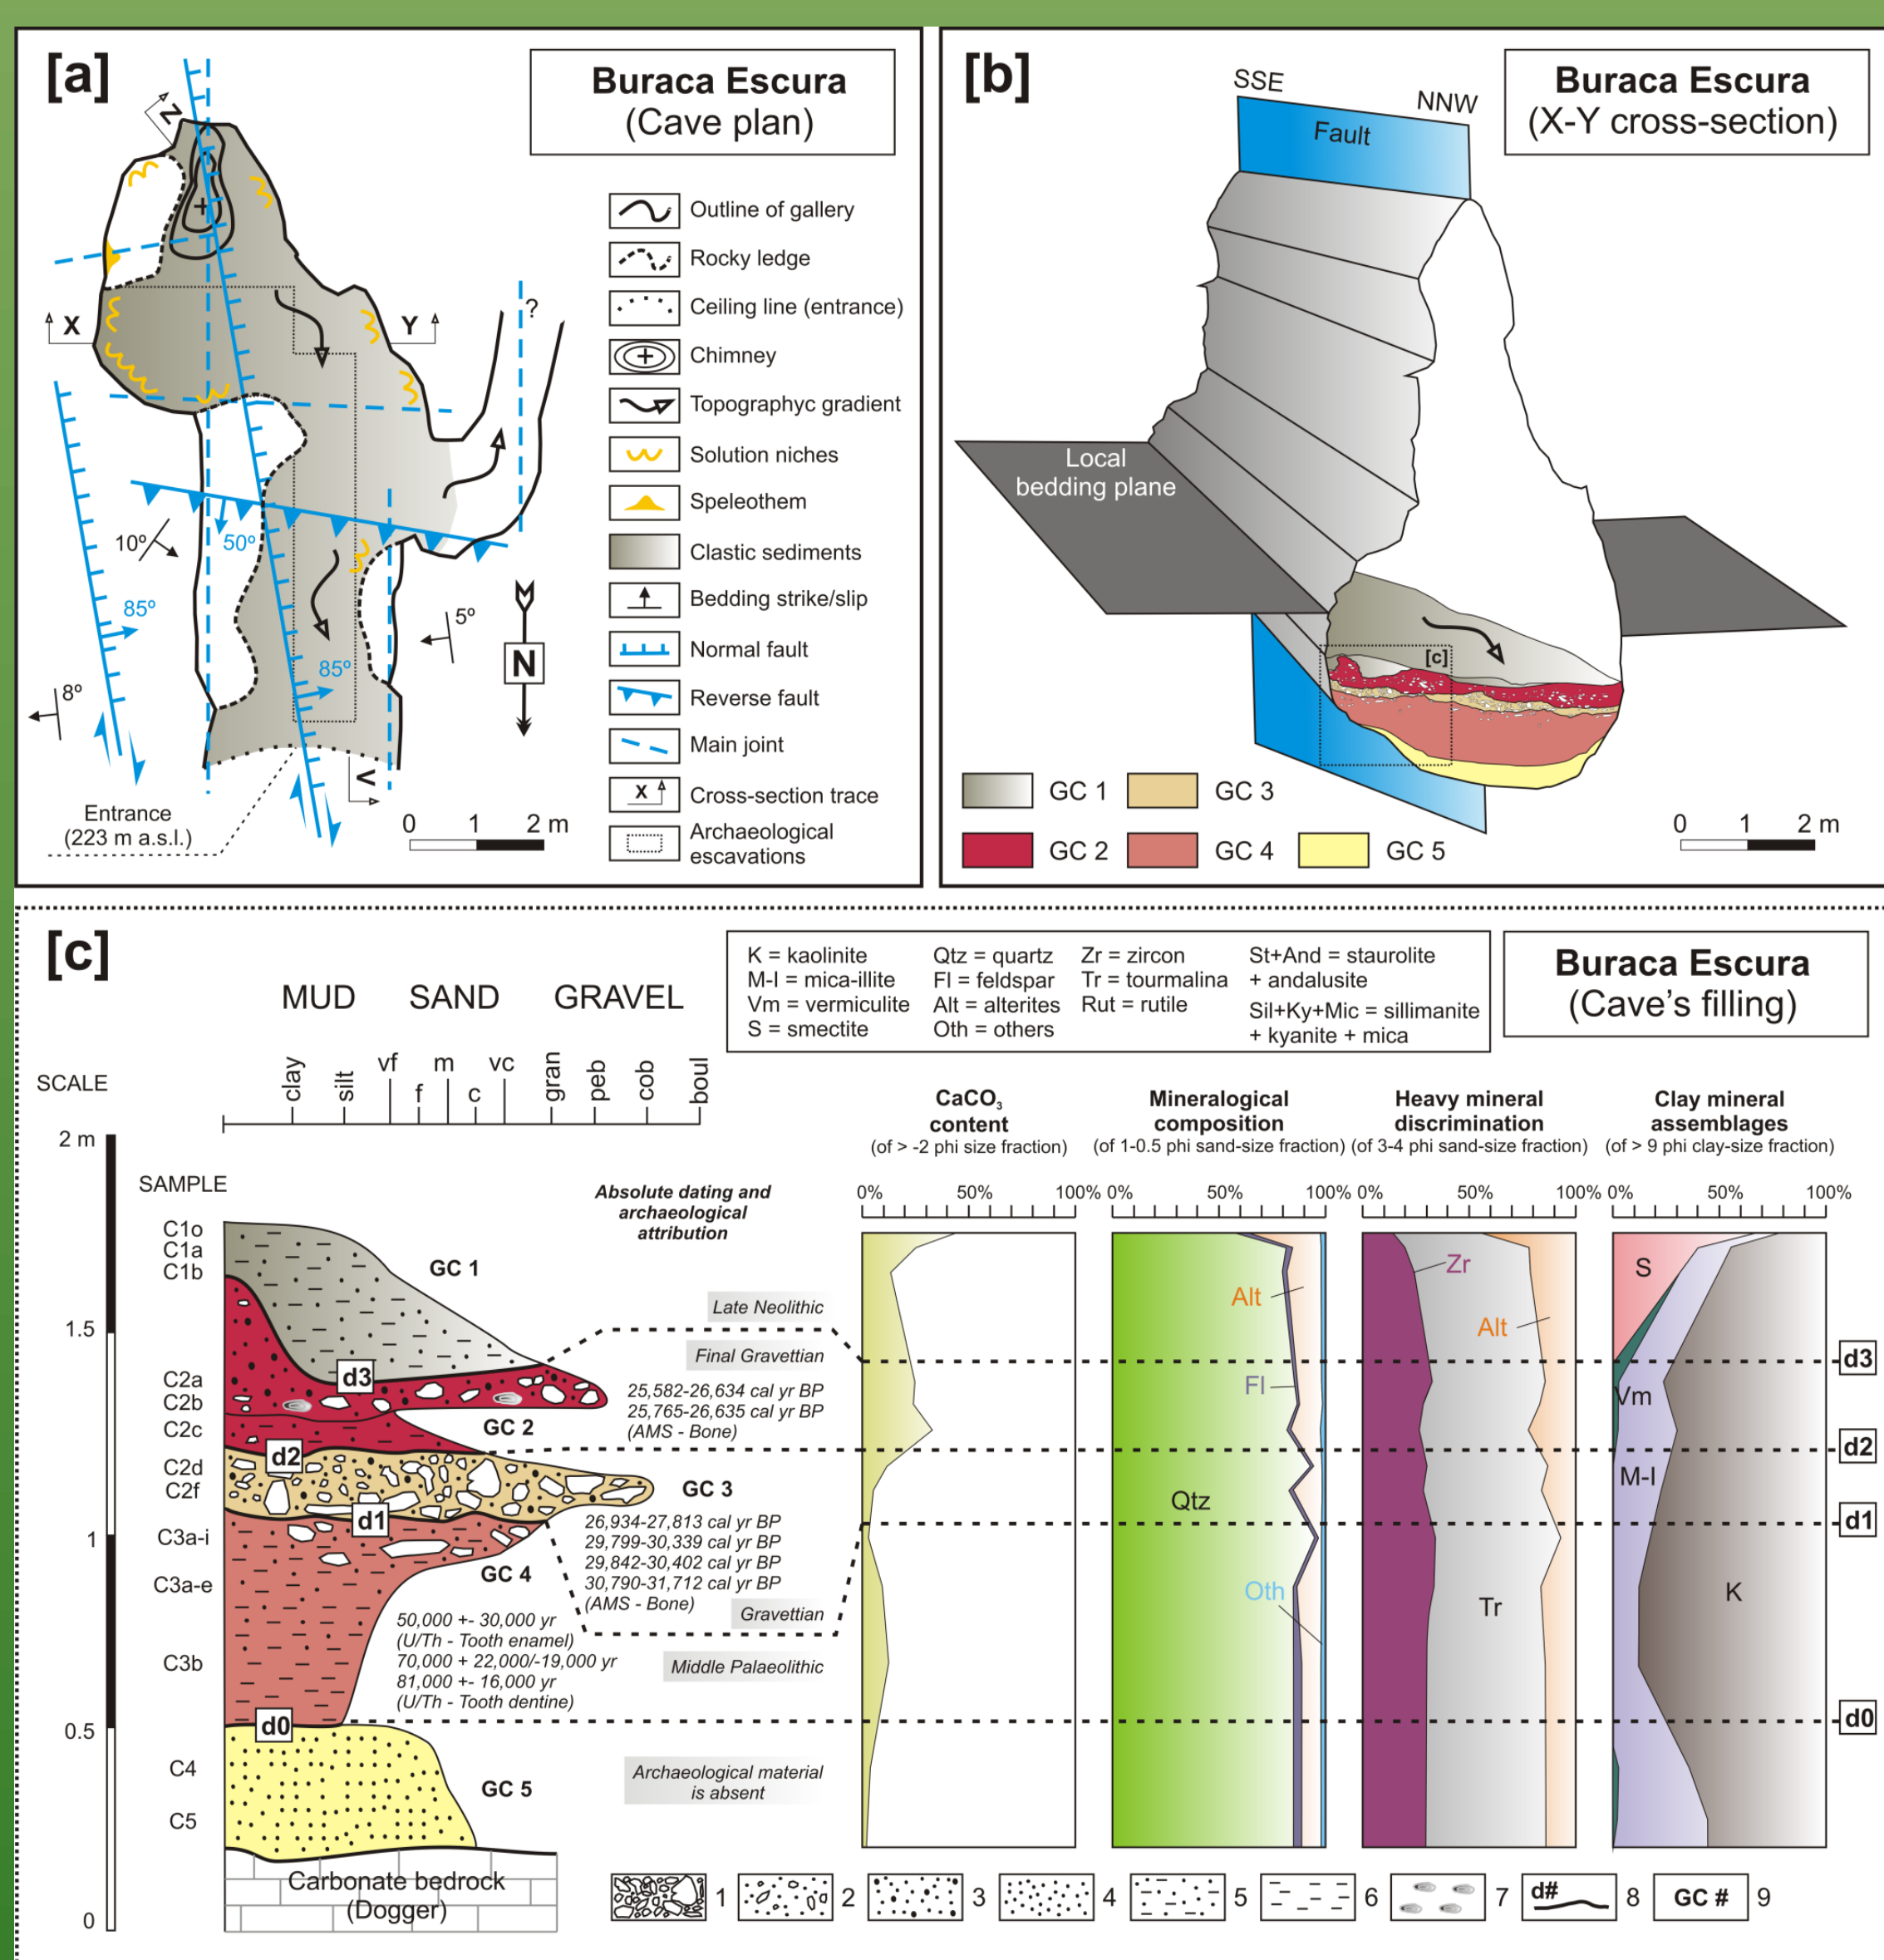 [a]
Buraca Escura
(Cave plan)
Z
X
Y
?
10º
50º
85º
5º
85º
8º
N
V
Entrance
(223 m a.s.l.)
0 1 2 m
Outline of gallery
Rocky ledge
Ceiling line (entrance)
Chimney
Topographyc gradient
Solution niches
Speleothem
Clastic sediments
Bedding strike/slip
Normal fault
Reverse fault
Main joint
X
Cross-section trace
Archaeological
escavations
[b]
Buraca Escura
(X-Y cross-section)
SSE
NNW
Fault
Local
bedding plane
[c]
GC 1
GC 3
GC 2
GC 4
GC 5
0 1 2 m
[c]
K = kaolinite
M-I = mica-illite
Vm = vermiculite
S = smectite
Qtz = quartz
Fl = feldspar
Alt = alterites
Oth = others
Zr = zircon
Tr = tourmalina
Rut = rutile
St+And = staurolite
+ andalusite
Sil+Ky+Mic = sillimanite
+ kyanite + mica
Buraca Escura
(Cave's filling)
MUD SAND GRAVEL
clay silt vf f m c vc gran peb cob boul
SCALE
2 m
1.5
1
0.5
0
SAMPLE
C1o
C1a
C1b
C2a
C2b
C2c
C2d
C2f
C3a-i
C3a-e
C3b
C4
C5
GC 1
d3
GC 2
d2
GC 3
d1
GC 4
d0
GC 5
Carbonate bedrock
(Dogger)
Absolute dating and
archaeological
attribution
Late Neolithic
Final Gravettian
25,582-26,634 cal yr BP
25,765-26,635 cal yr BP
(AMS - Bone)
26,934-27,813 cal yr BP
29,799-30,339 cal yr BP
29,842-30,402 cal yr BP
30,790-31,712 cal yr BP
(AMS - Bone)
Gravettian
50,000 +- 30,000 yr
(U/Th - Tooth enamel)
70,000 + 22,000/-19,000 yr
81,000 +- 16,000 yr
(U/Th - Tooth dentine)
Middle Palaeolithic
Archaeological material
is absent
CaCO3
content
(of > -2 phi size fraction)
0% 50% 100%
Mineralogical
composition
(of 1-0.5 phi sand-size fraction)
0% 50% 100%
Alt
Fl
Qtz
Oth
Heavy mineral
discrimination
(of 3-4 phi sand-size fraction)
0% 50% 100%
Zr
Alt
Tr
Clay mineral
assemblages
(of > 9 phi clay-size fraction)
0% 50% 100%
S
Vm
M-I
K
d3
d2
d1
d0
1 2 3 4 5 6 7 d# 8 GC # 9